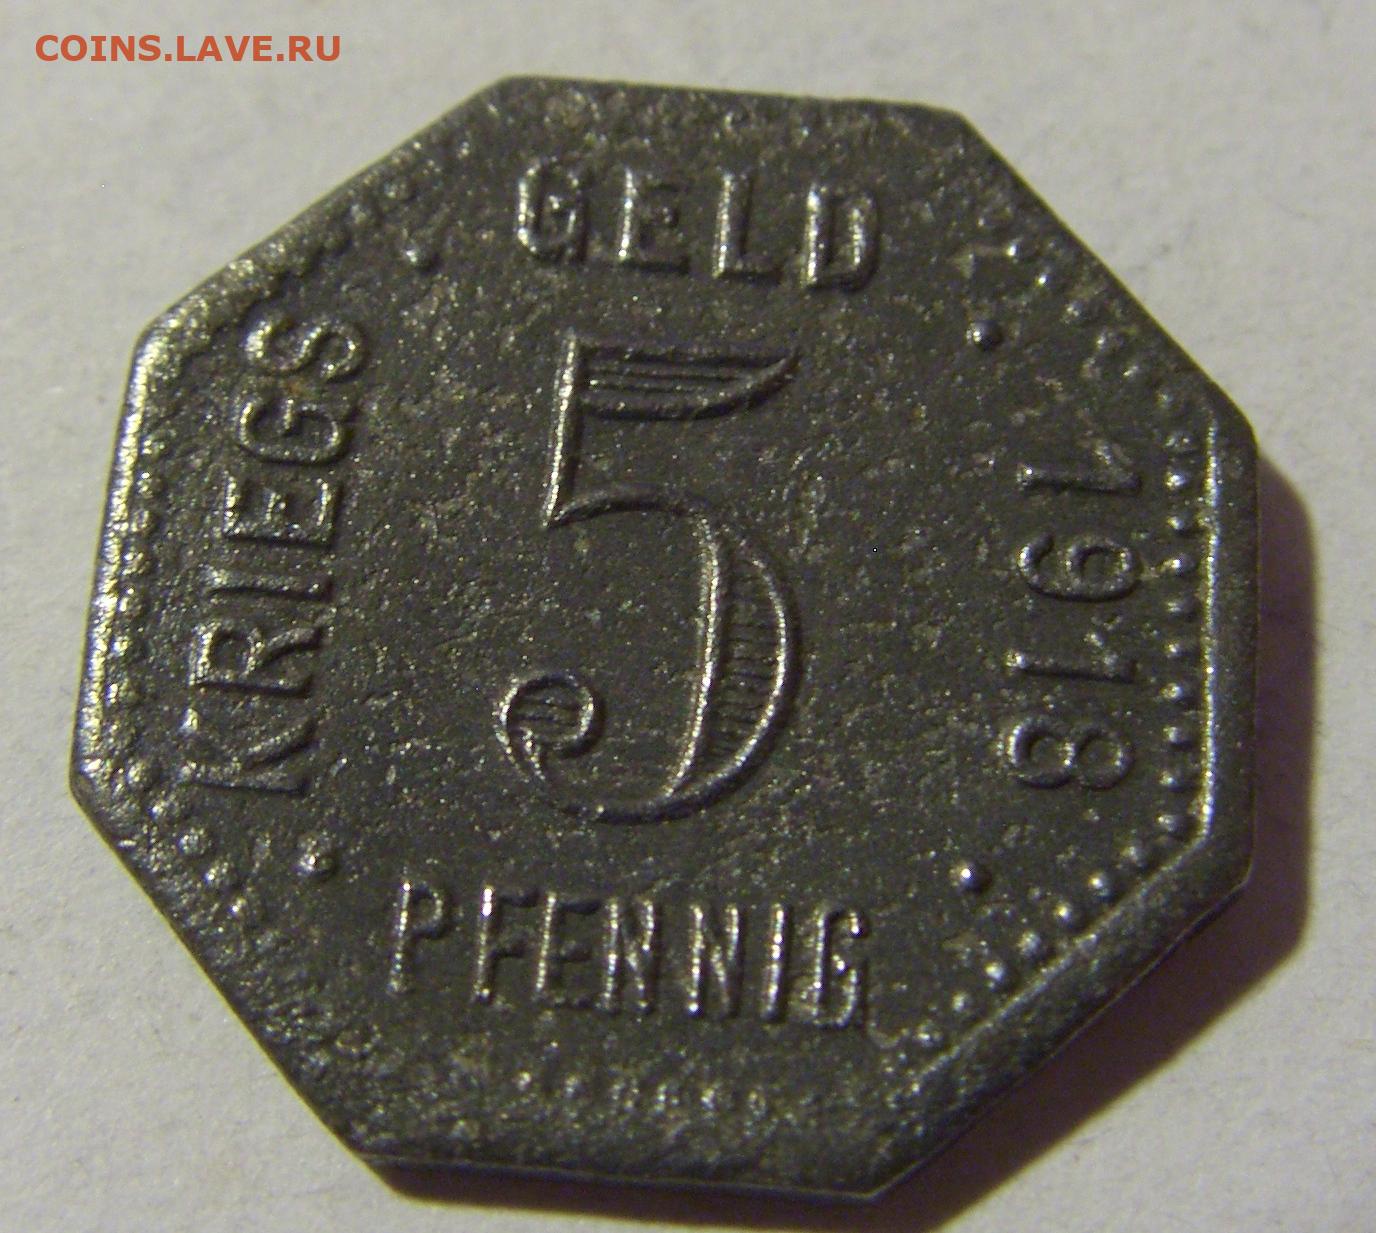 COINS.LAVE.RU
KRIEGS
GELD
1918
5
PFENNIG